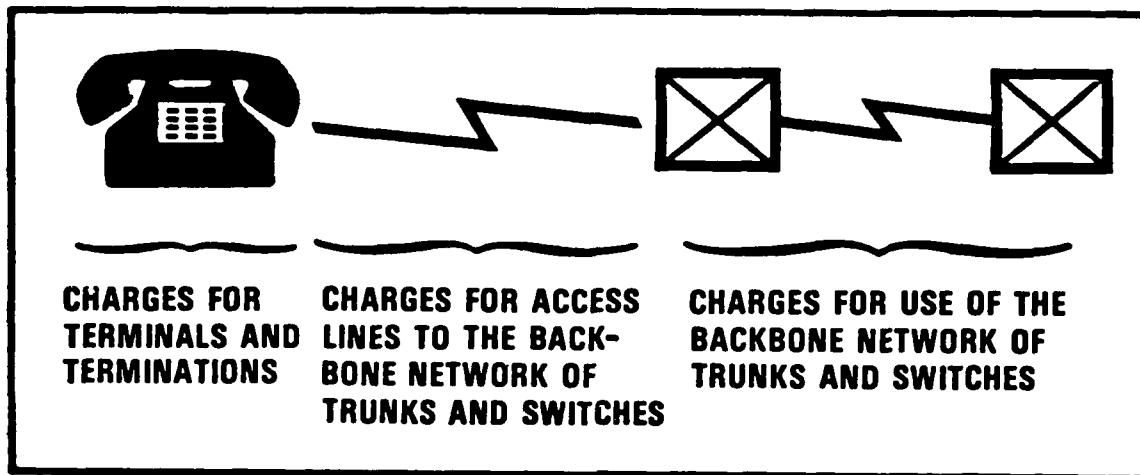 CHARGES FOR
TERMINALS AND
TERMINATIONS
CHARGES FOR ACCESS
LINES TO THE BACK-
BONE NETWORK OF
TRUNKS AND SWITCHES
CHARGES FOR USE OF THE
BACKBONE NETWORK OF
TRUNKS AND SWITCHES